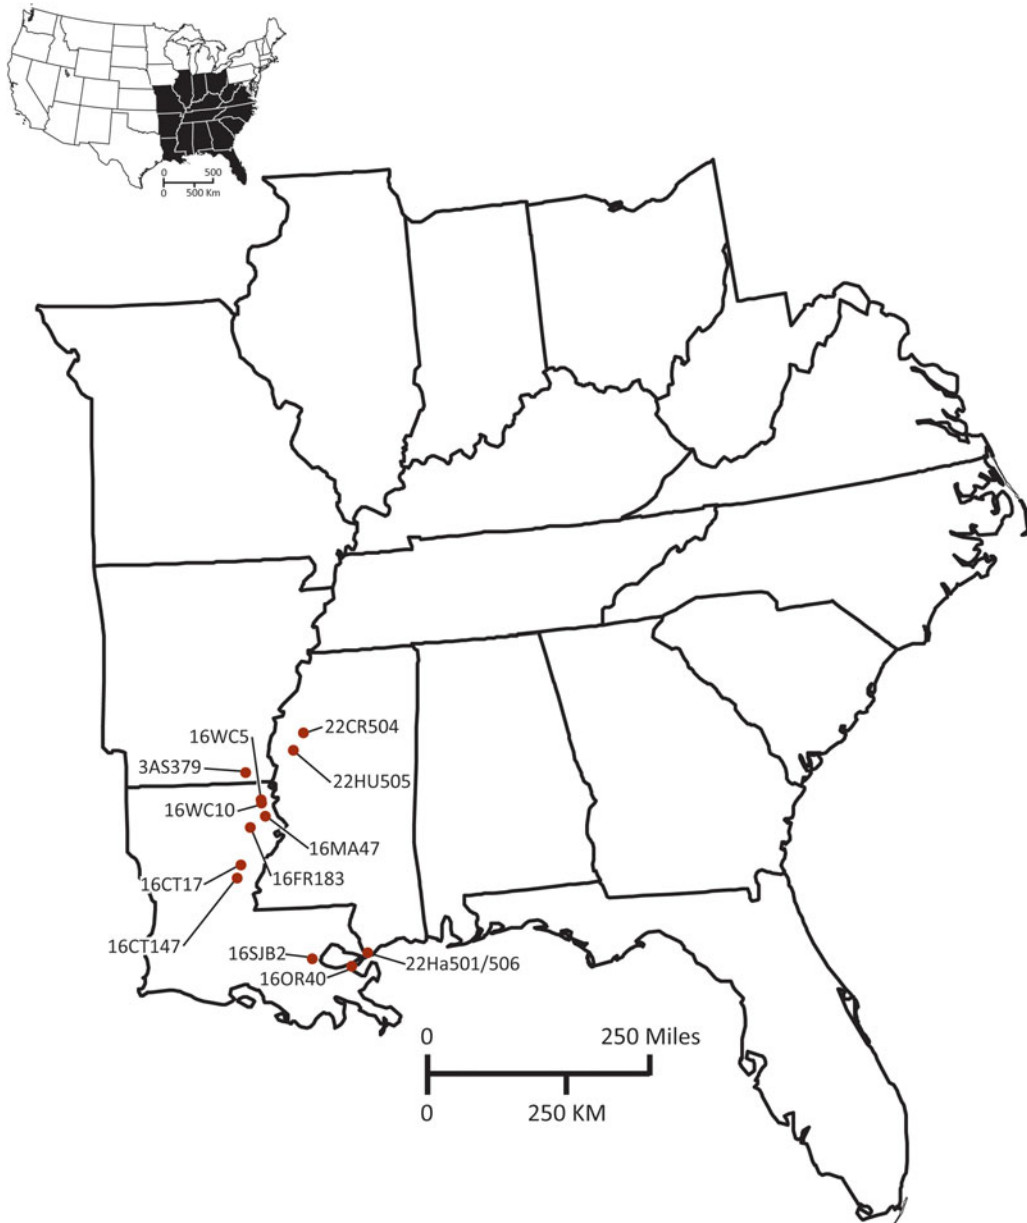 0 500
0 500 Km
22CR504
16WC5
3AS379
22HU505
16WC10
16MA47
16FR183
16CT17
16CT147
16SJB2
22Ha501/506
16OR40
0 250 Miles
0 250 KM